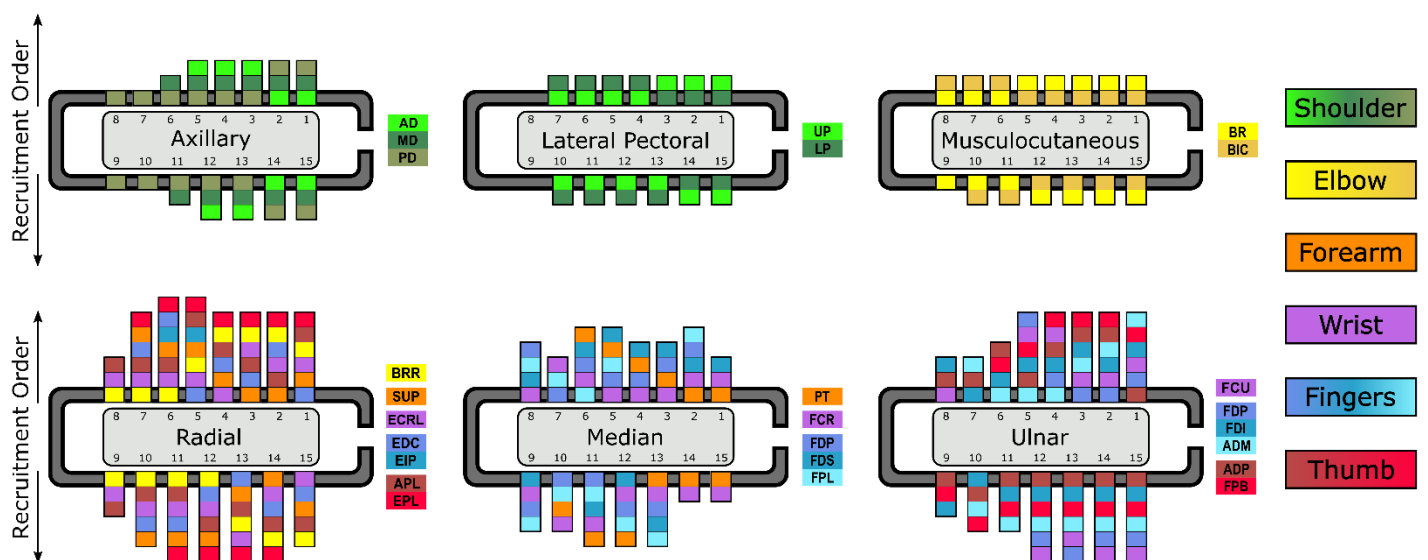 Recruitment Order
8 7 6 5 4 3 2 1
Axillary
9 10 11 12 13 14 15
AD
MD
PD
8 7 6 5 4 3 2 1
Lateral Pectoral
9 10 11 12 13 14 15
UP
LP
8 7 6 5 4 3 2 1
Musculocutaneous
9 10 11 12 13 14 15
BR
BIC
Shoulder
Elbow
Forearm
Wrist
Fingers
Thumb
Recruitment Order
8 7 6 5 4 3 2 1
Radial
9 10 11 12 13 14 15
BRR
SUP
ECRL
EDC
EIP
APL
EPL
8 7 6 5 4 3 2 1
Median
9 10 11 12 13 14 15
PT
FCR
FDP
FDS
FPL
8 7 6 5 4 3 2 1
Ulnar
9 10 11 12 13 14 15
FCU
FDP
FDI
ADM
ADP
FPB